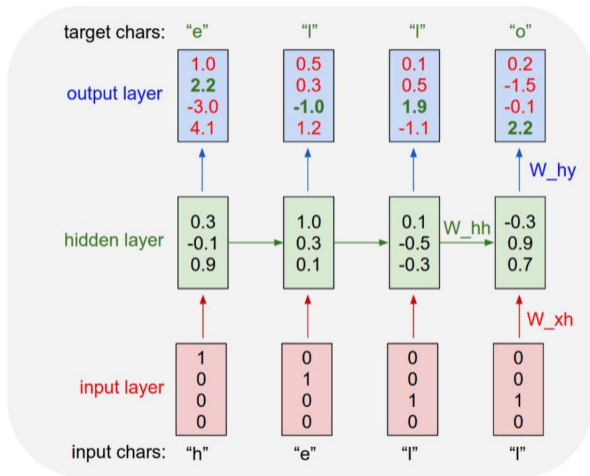 target chars: “e” “l” “l” “o”
1.0 0.5 0.1 0.2
2.2 0.3 0.5 -1.5
output layer -3.0 -1.0 1.9 -0.1
4.1 1.2 -1.1 2.2
W_hy
0.3 1.0 0.1 -0.3
hidden layer -0.1 0.3 -0.5 W_hh 0.9
0.9 0.1 -0.3 0.7
W_xh
1 0 0 0
0 1 0 0
input layer 0 0 1 1
0 0 0 0
input chars: “h” “e” “l” “l”